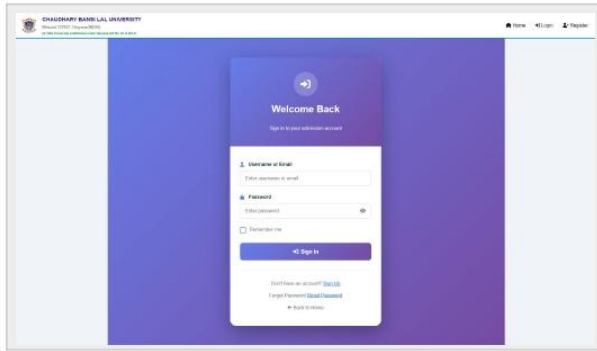 CHAUDHARY BANSI LAL UNIVERSITY
Home Login Register
Welcome Back
Sign in to your admission account
Username or Email
Enter username or email
Password
Enter password
Remember me
Sign In
Don't have an account? Sign Up
Forgot Password Reset Password
Back to Home